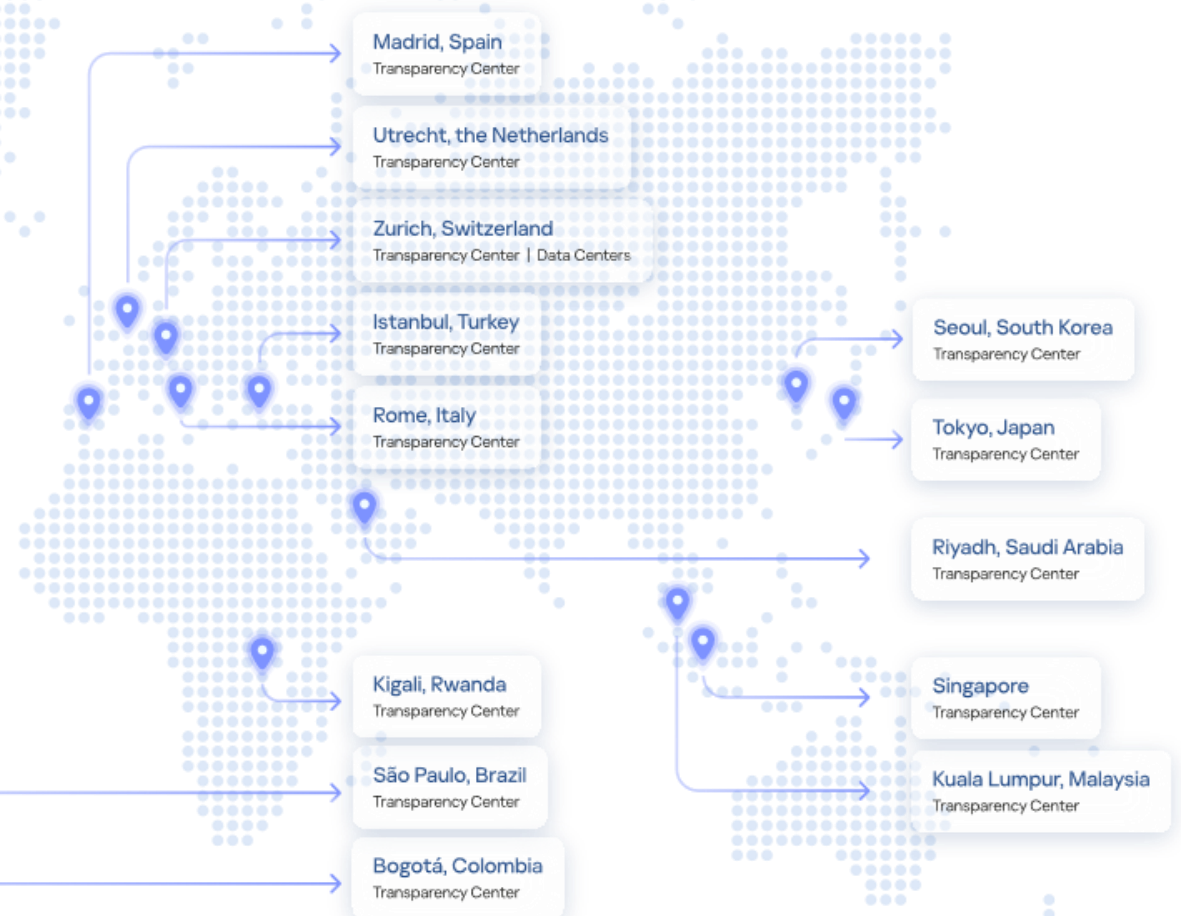 Madrid, Spain
Transparency Center
Utrecht, the Netherlands
Transparency Center
Zurich, Switzerland
Transparency Center | Data Centers
Istanbul, Turkey
Transparency Center
Rome, Italy
Transparency Center
Kigali, Rwanda
Transparency Center
São Paulo, Brazil
Transparency Center
Bogotá, Colombia
Transparency Center
Seoul, South Korea
Transparency Center
Tokyo, Japan
Transparency Center
Riyadh, Saudi Arabia
Transparency Center
Singapore
Transparency Center
Kuala Lumpur, Malaysia
Transparency Center